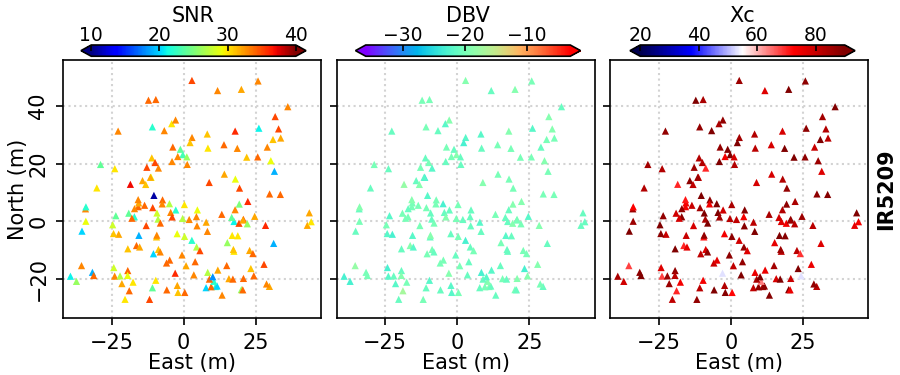 SNR DBV Xc
10 20 30 40 −30 −20 −10 20 40 60 80
North (m)
40
20
0
−20
IR5209
−25 0 25 −25 0 25 −25 0 25
East (m) East (m) East (m)